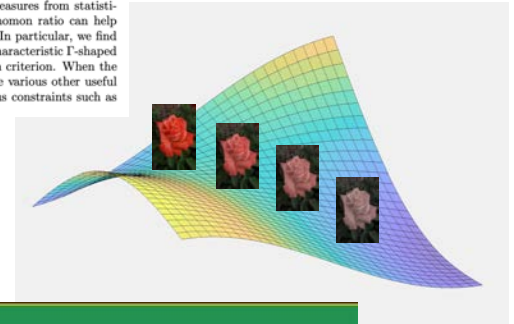 easures from statisti-
nomon ratio can help
In particular, we find
haracteristic Γ-shaped
criterion. When the
e various other useful
us constraints such as